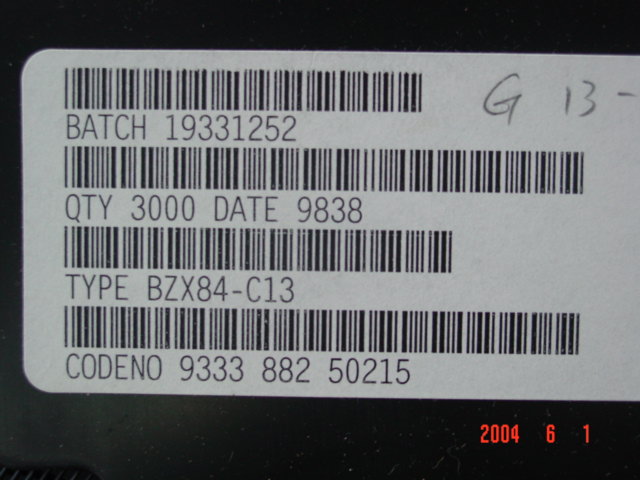 G 13-
BATCH 19331252
QTY 3000 DATE 9838
TYPE BZX84-C13
CODENO 9333 882 50215
2004 6 1